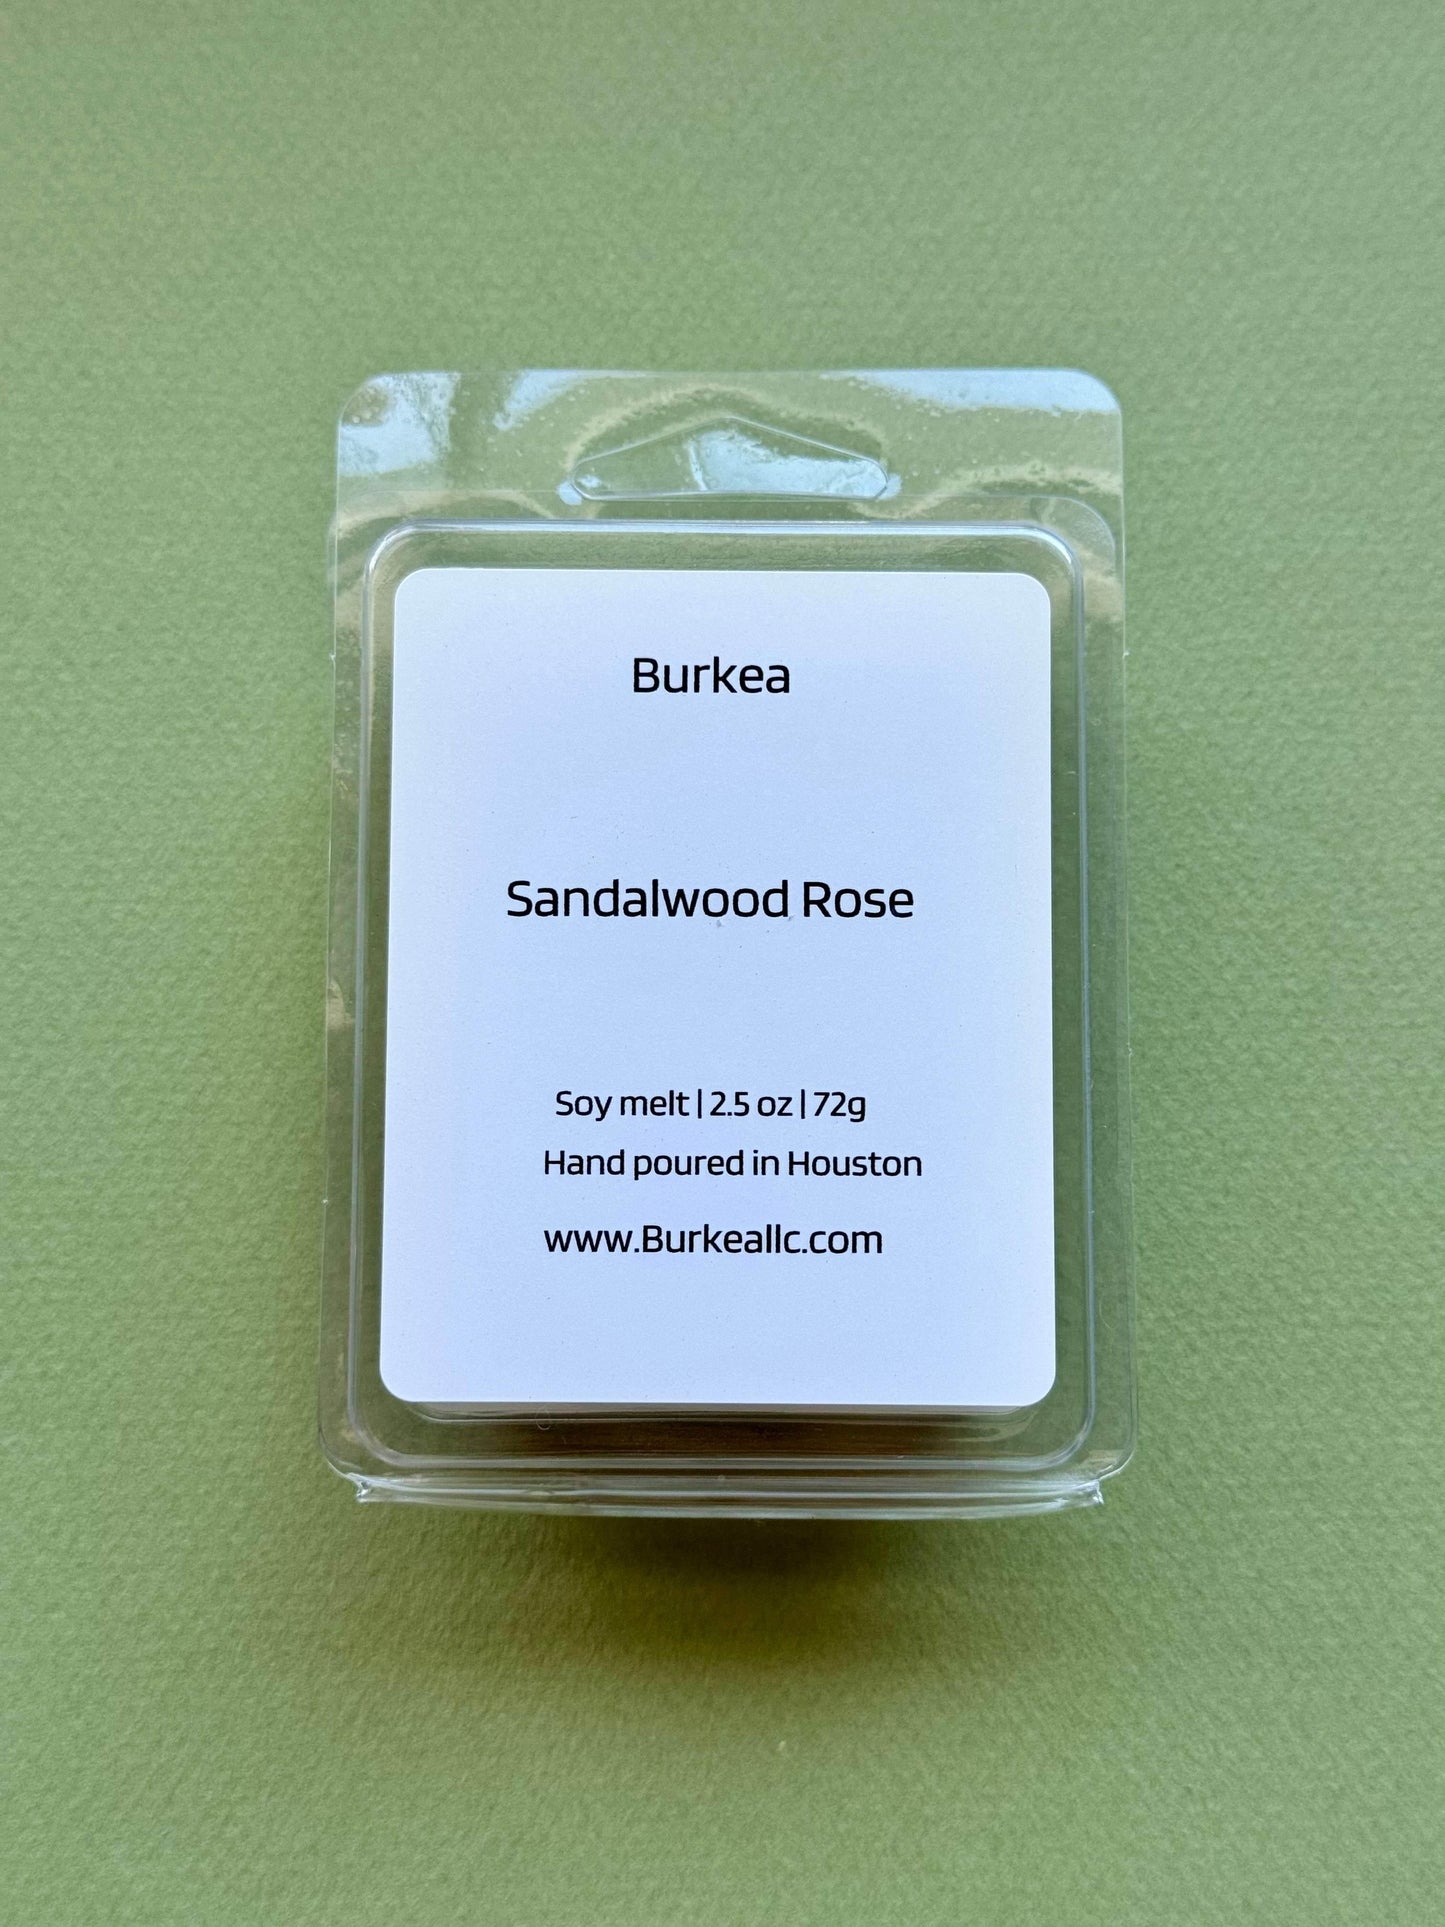 Burkea
Sandalwood Rose
Soy melt | 2.5 oz | 72g
Hand poured in Houston
www.Burkeallc.com